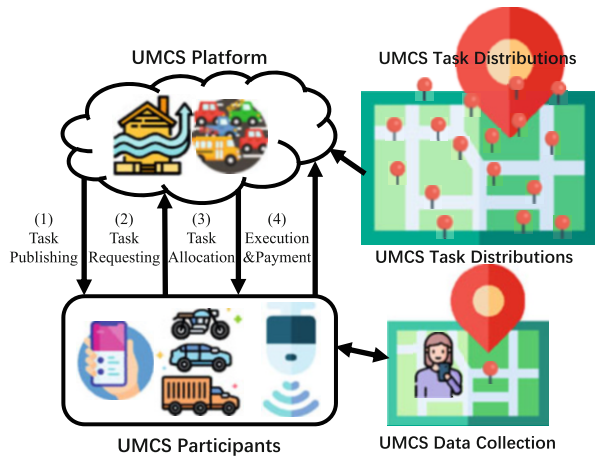 UMCS Platform
UMCS Task Distributions
(1)
Task
Publishing
(2)
Task
Requesting
(3)
Task
Allocation
(4)
Execution
&Payment
UMCS Task Distributions
UMCS Participants
UMCS Data Collection